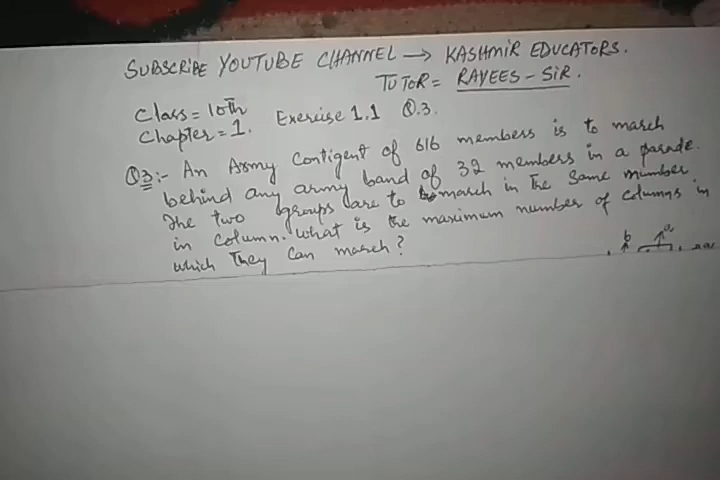 SUBSCRIBE YOUTUBE CHANNEL → KASHMIR EDUCATORS.
TUTOR = RAYEES - SIR.
Class = 10th
Chapter = 1. Exercise 1.1 Q.3.
Q3:- An Army Contigent of 616 members is to march
behind any army band of 32 members in a parade.
The two groups are to march in the same number
in column. What is the maximum number of columns in
which they can march?
b a